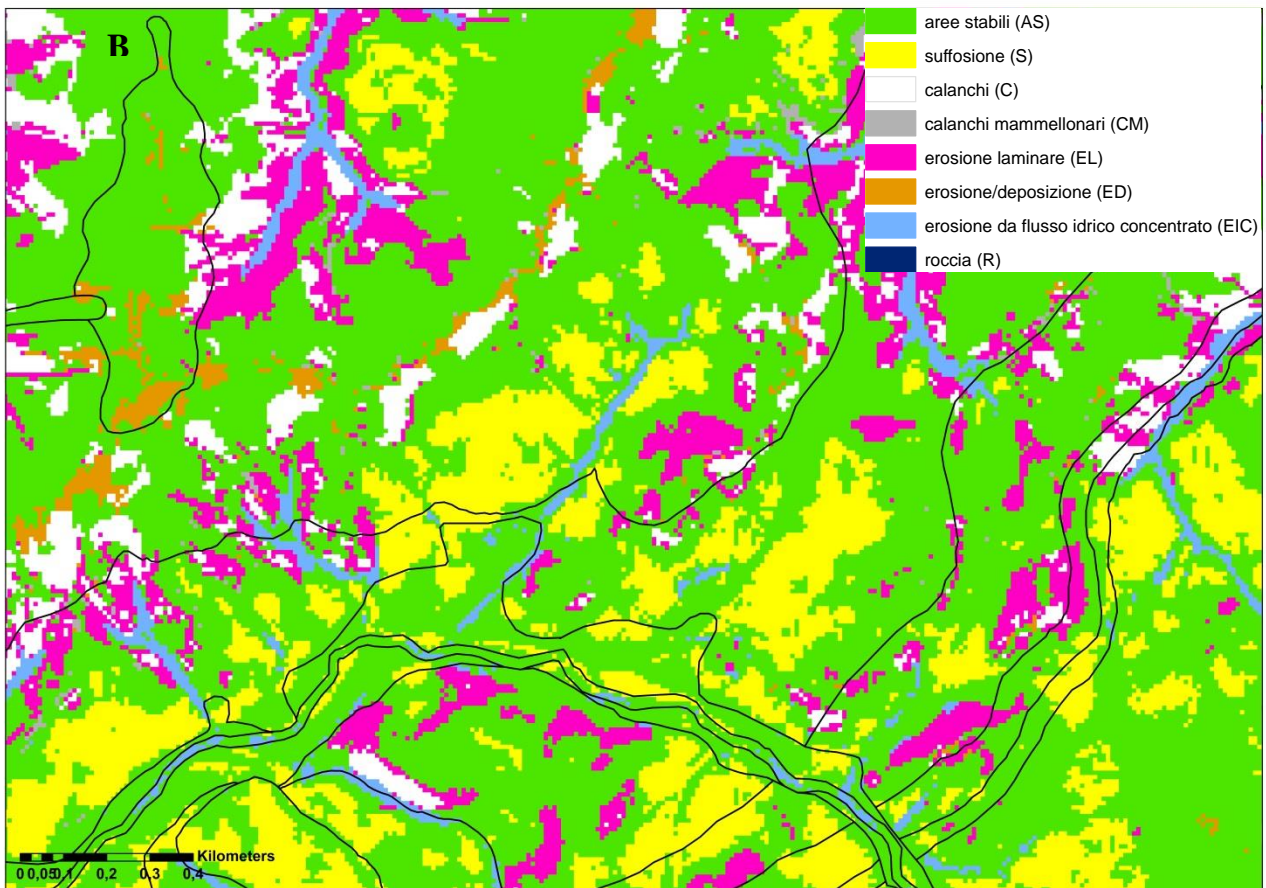 B
aree stabili (AS)
suffosione (S)
calanchi (C)
calanchi mammellonari (CM)
erosione laminare (EL)
erosione/deposizione (ED)
erosione da flusso idrico concentrato (EIC)
roccia (R)
Kilometers
0 0,05 0,1 0,2 0,3 0,4